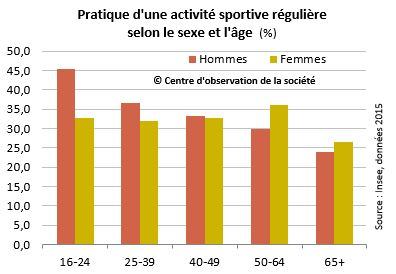 Pratique d'une activité sportive régulière
selon le sexe et l'âge (%)
50,0
45,0
40,0
35,0
30,0
25,0
20,0
15,0
10,0
5,0
0,0
Hommes Femmes
© Centre d'observation de la société
16-24 25-39 40-49 50-64 65+
Source : Insee, données 2015